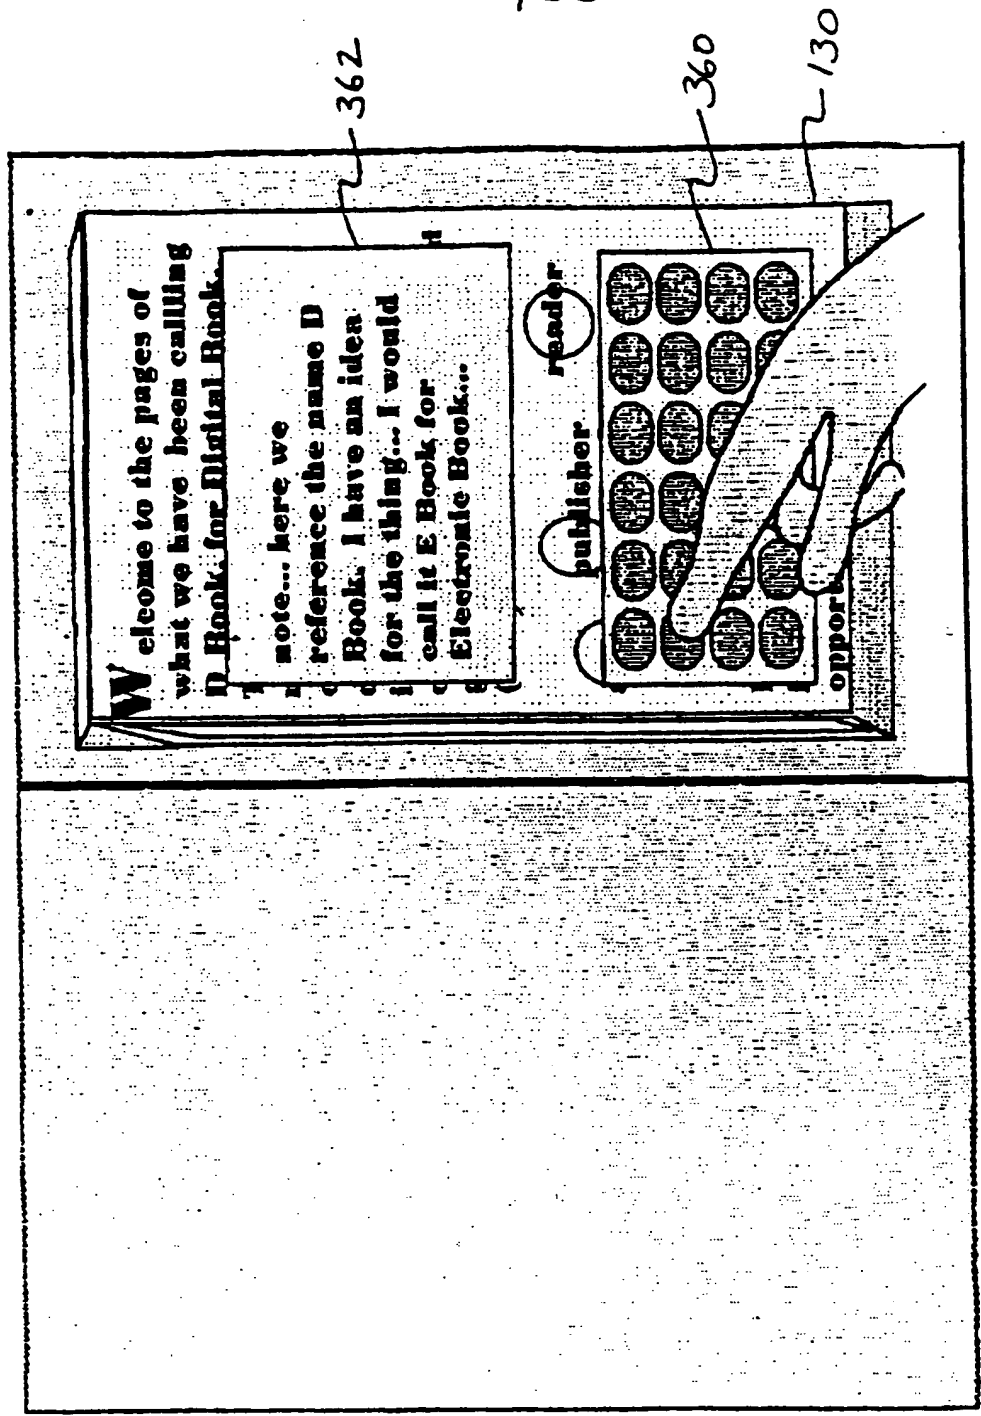 Welcome to the pages of
what we have been calling
D Book, for Digital Book.
note... here we
reference the name D
Book. I have an idea
for the thing... I would
call it E Book for
Electronic Book...
publisher
reader
opport
362
360
130